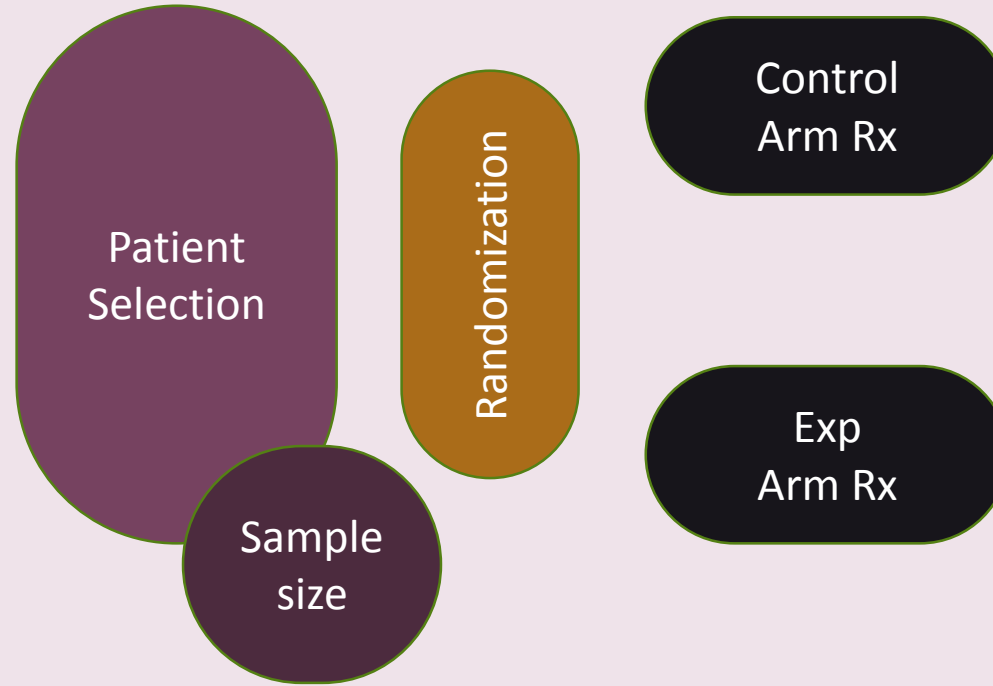 Patient
Selection
Sample
size
Randomization
Control
Arm Rx
Exp
Arm Rx